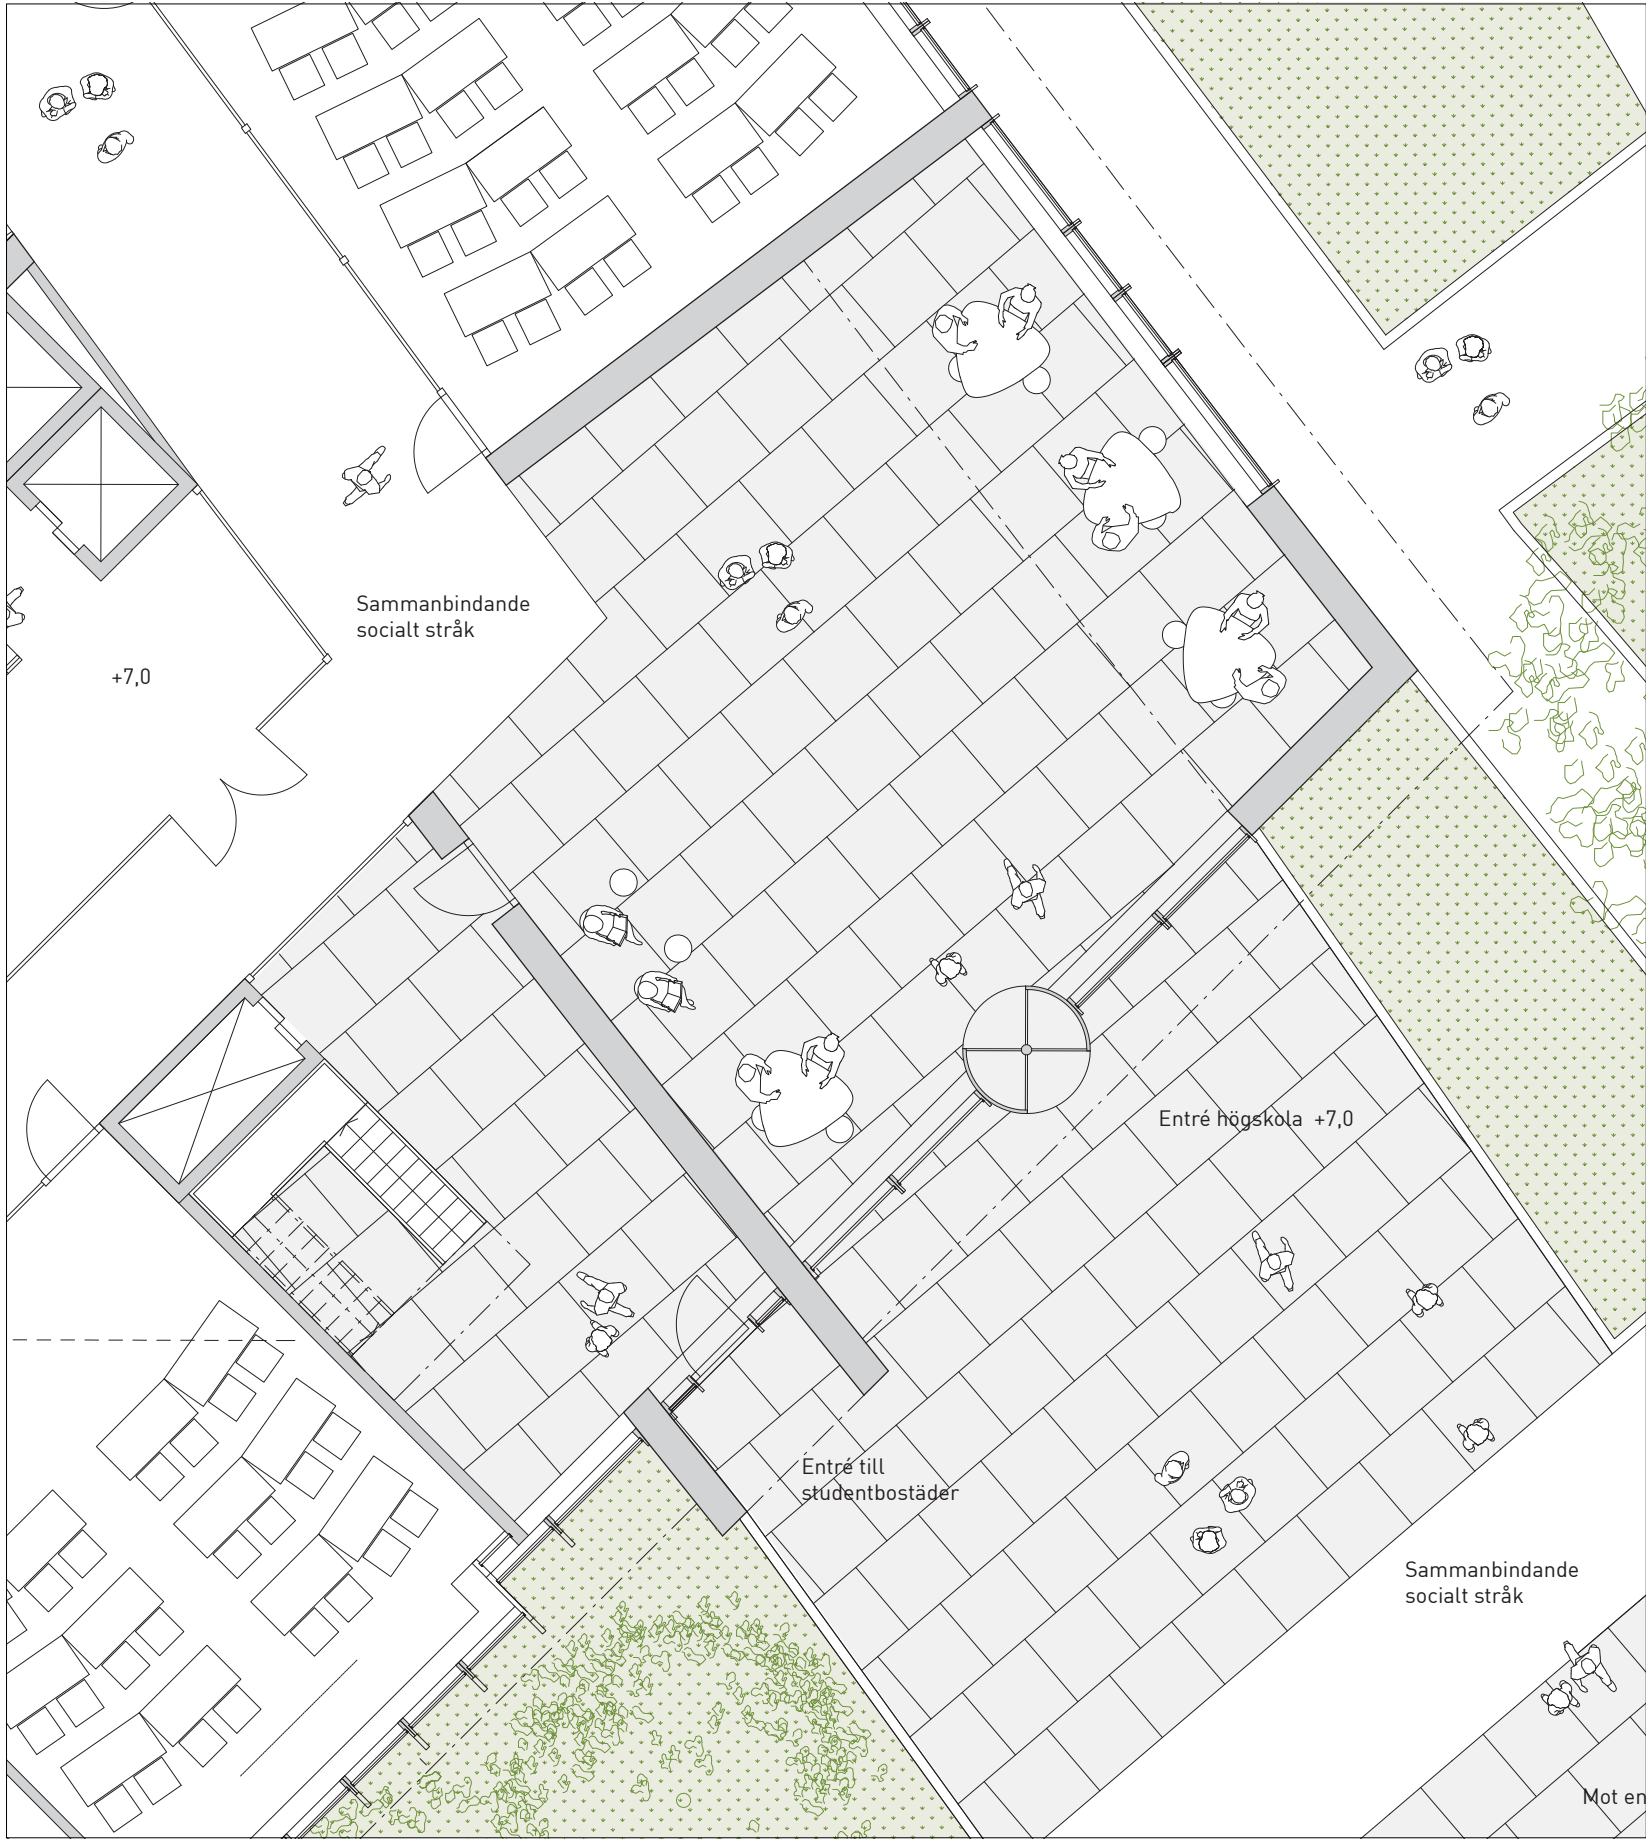 Sammanbindande
socialt stråk
+7,0
Entré högskola +7,0
Entré till
studentbostäder
Sammanbindande
socialt stråk
Mot en